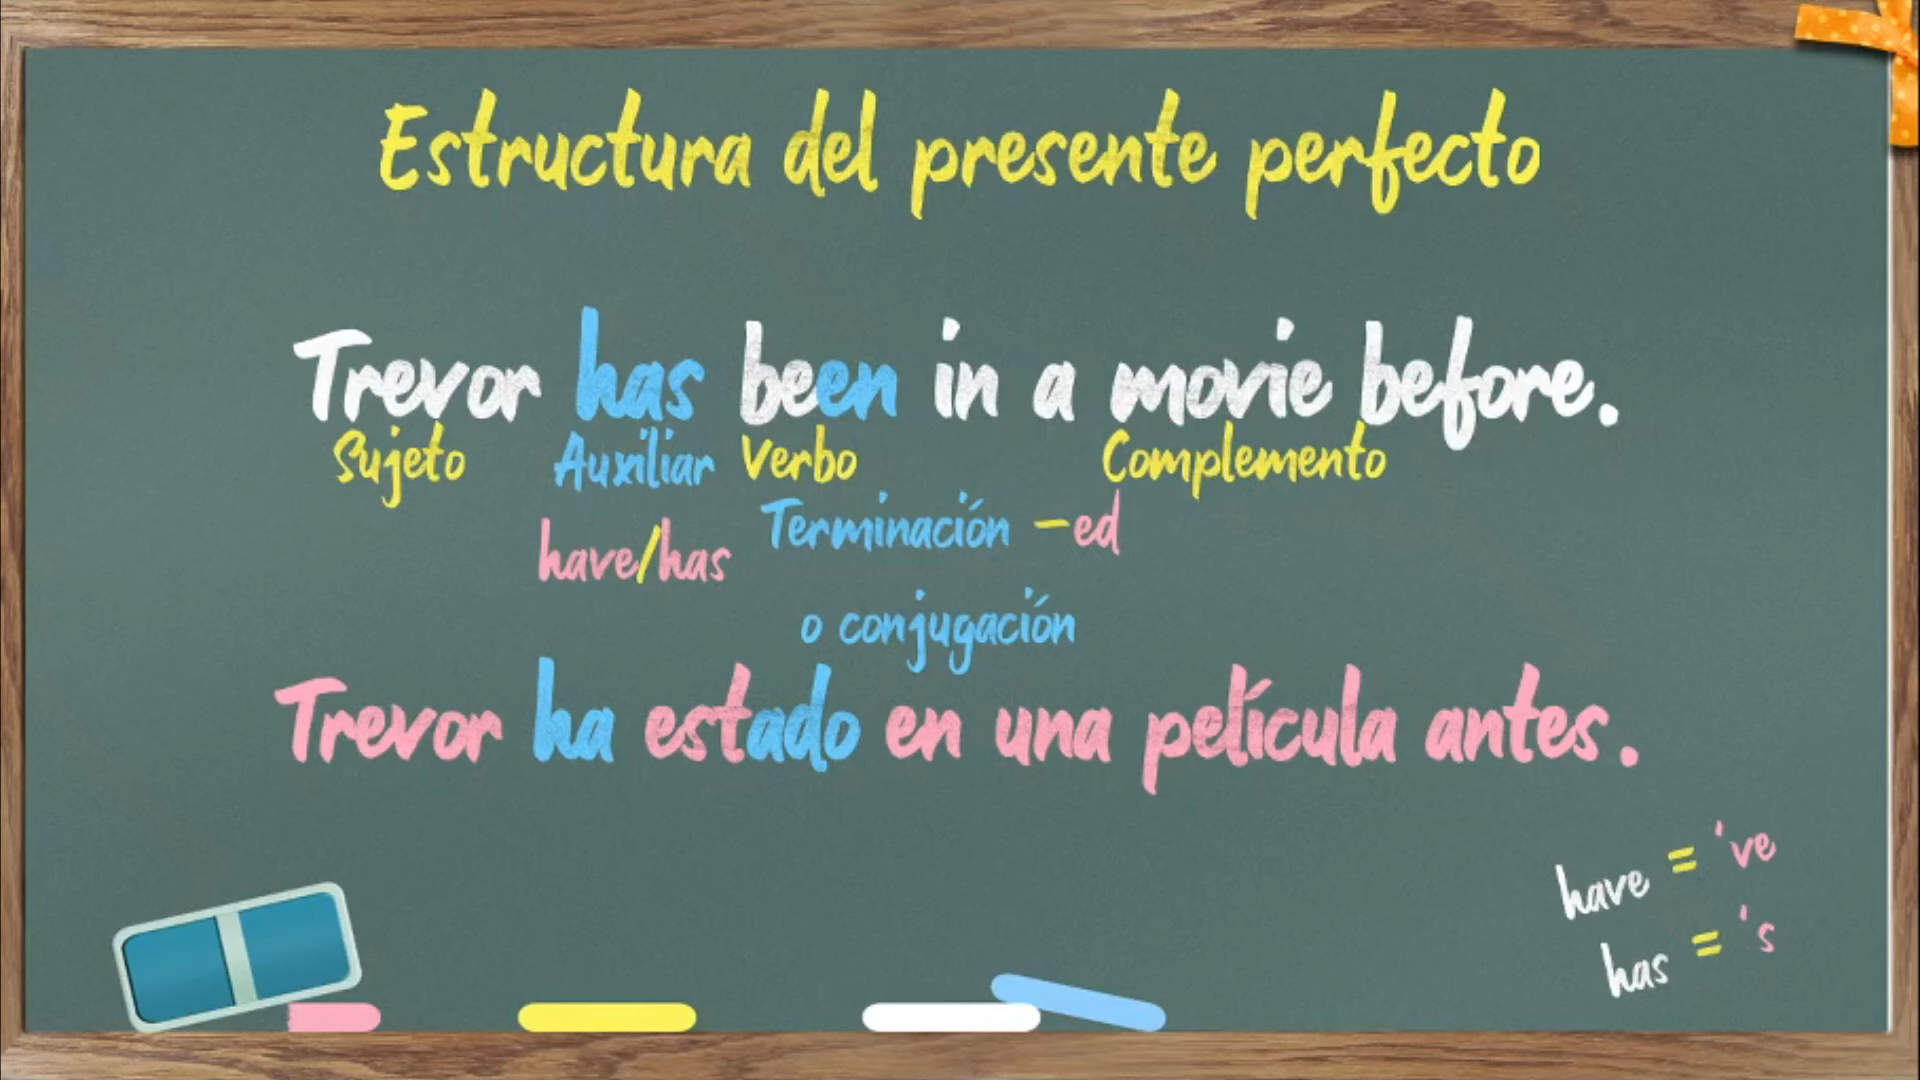 Estructura del presente perfecto
Trevor has been in a movie before.
Sujeto Auxiliar Verbo Complemento
have/has Terminación -ed
o conjugación
Trevor ha estado en una película antes.
have = 've
has = 's